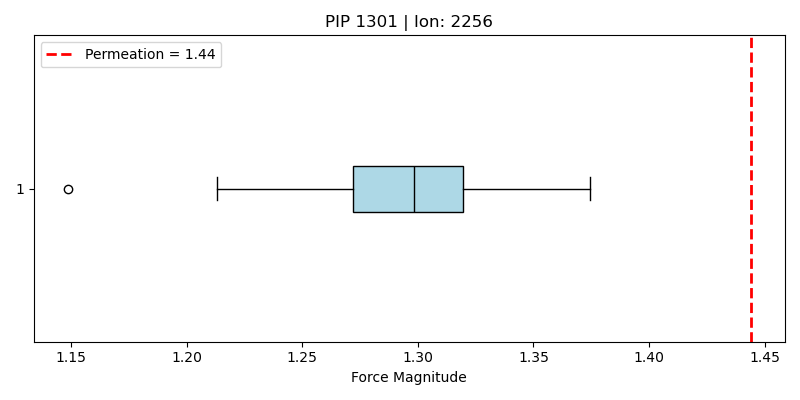 PIP 1301 | Ion: 2256
Permeation = 1.44
1
1.15 1.20 1.25 1.30 1.35 1.40 1.45
Force Magnitude